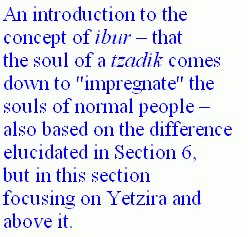 An introduction to the
concept of ibur – that
the soul of a tzadik comes
down to "impregnate" the
souls of normal people –
also based on the difference
elucidated in Section 6,
but in this section
focusing on Yetzira and
above it.